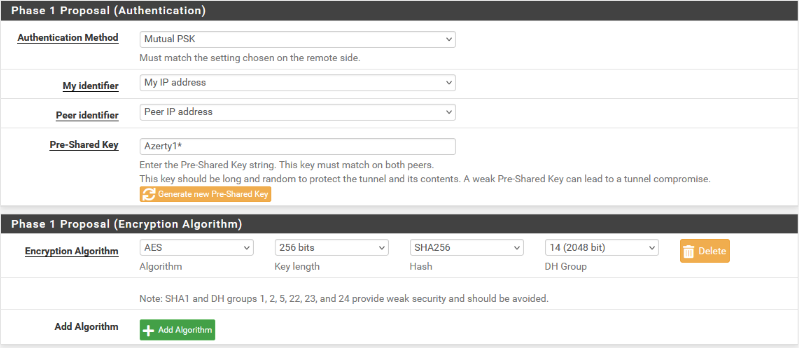 Phase 1 Proposal (Authentication)
Authentication Method
Mutual PSK
Must match the setting chosen on the remote side.
My identifier
My IP address
Peer identifier
Peer IP address
Pre-Shared Key
Azerty1*
Enter the Pre-Shared Key string. This key must match on both peers.
This key should be long and random to protect the tunnel and its contents. A weak Pre-Shared Key can lead to a tunnel compromise.
Generate new Pre-Shared Key
Phase 1 Proposal (Encryption Algorithm)
Encryption Algorithm AES 256 bits SHA256 14 (2048 bit) Delete
Algorithm Key length Hash DH Group
Note: SHA1 and DH groups 1, 2, 5, 22, 23, and 24 provide weak security and should be avoided.
Add Algorithm Add Algorithm